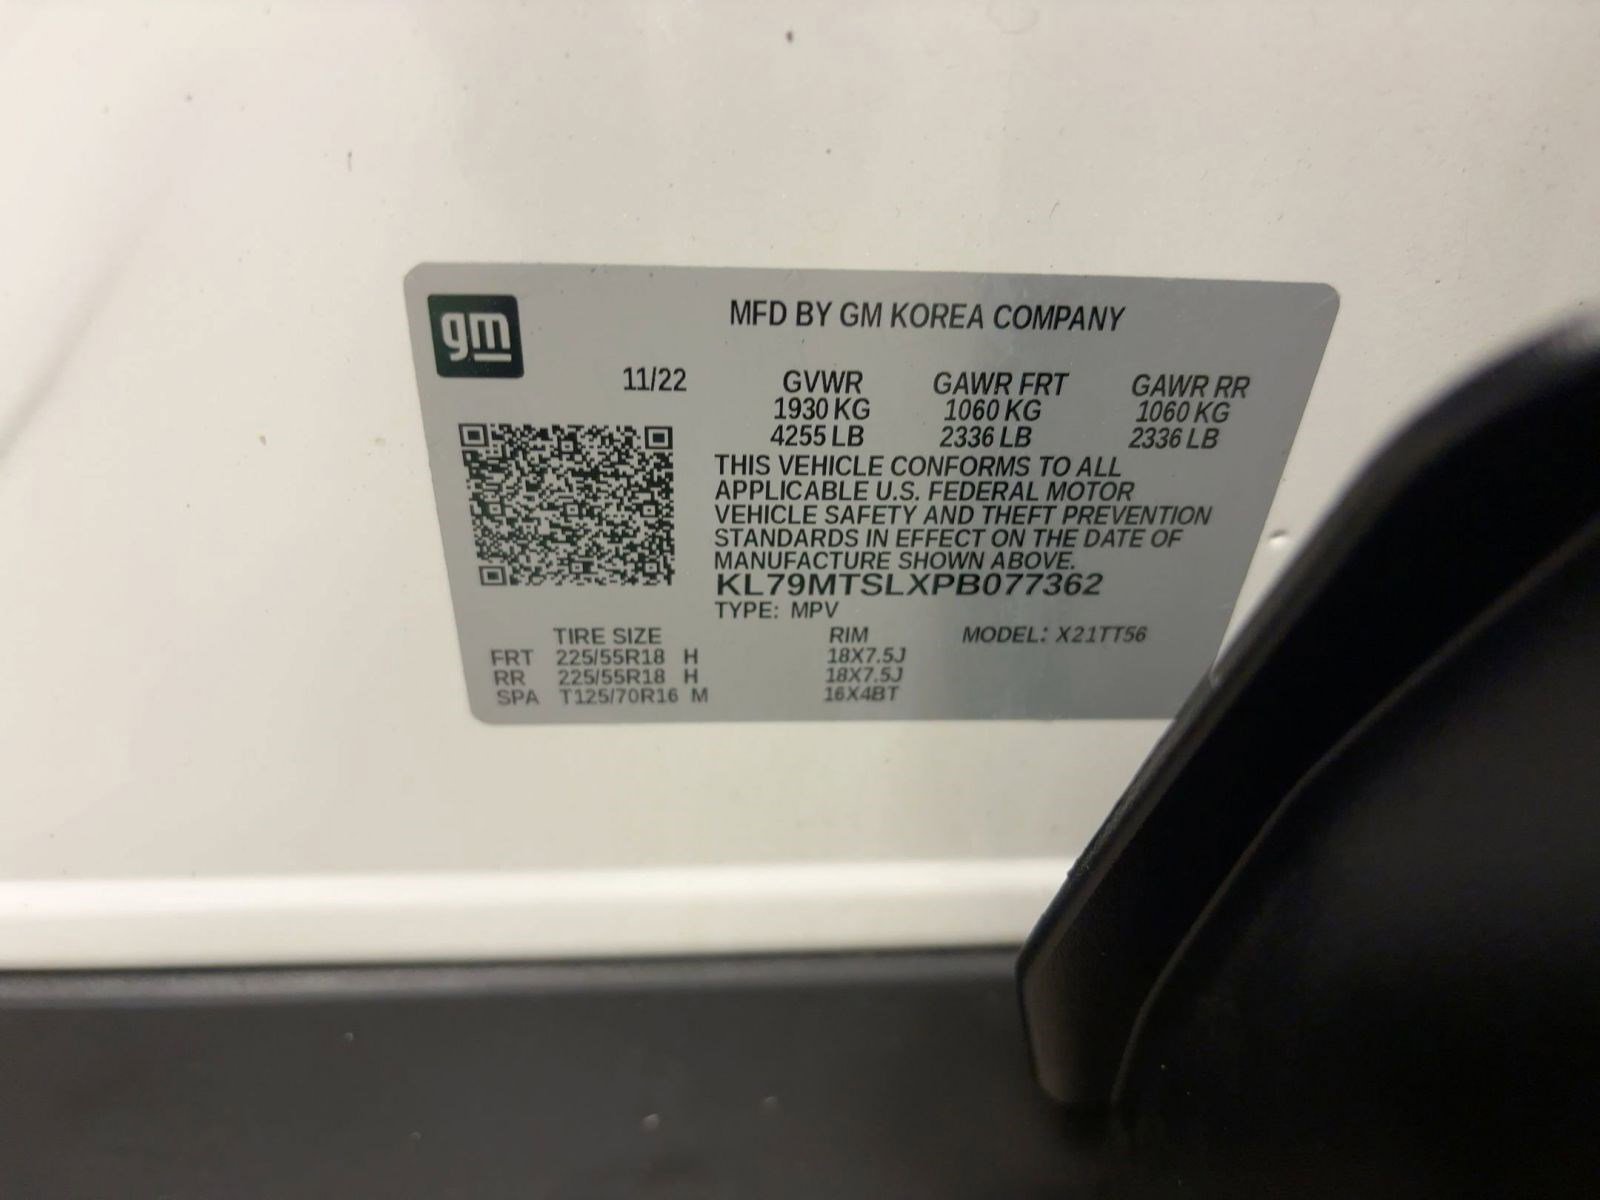 gm
MFD BY GM KOREA COMPANY
11/22 GVWR GAWR FRT GAWR RR
1930 KG 1060 KG 1060 KG
4255 LB 2336 LB 2336 LB
THIS VEHICLE CONFORMS TO ALL
APPLICABLE U.S. FEDERAL MOTOR
VEHICLE SAFETY AND THEFT PREVENTION
STANDARDS IN EFFECT ON THE DATE OF
MANUFACTURE SHOWN ABOVE.
KL79MTSLXPB077362
TYPE: MPV
TIRE SIZE RIM MODEL: X21TT56
FRT 225/55R18 H 18X7.5J
RR 225/55R18 H 18X7.5J
SPA T125/70R16 M 16X4BT